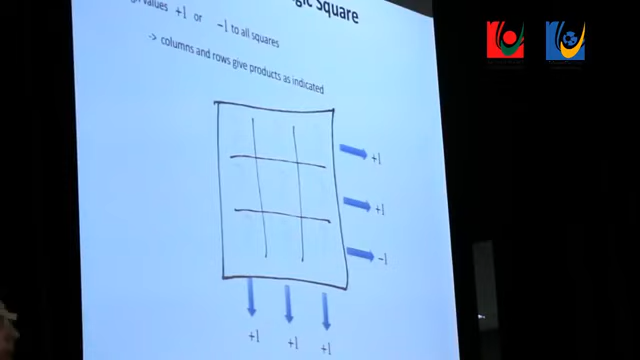 Square
values +1 or −1 to all squares
-> columns and rows give products as indicated
+1
+1
−1
+1 +1 +1